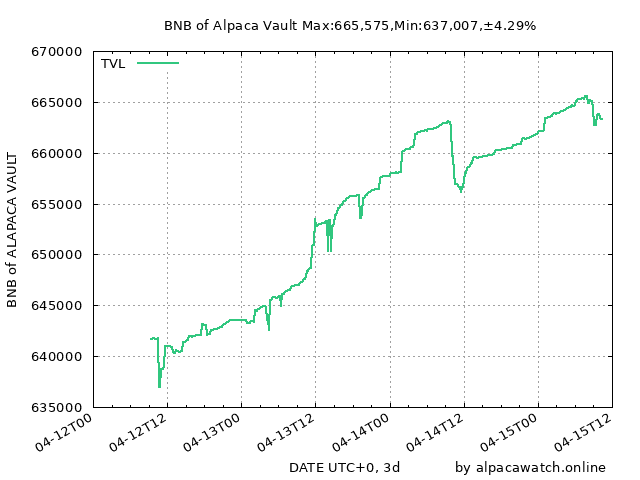 BNB of Alpaca Vault Max:665,575,Min:637,007,±4.29%
TVL
BNB of ALAPACA VAULT
670000
665000
660000
655000
650000
645000
640000
635000
04-12T00
04-12T12
04-13T00
04-13T12
04-14T00
04-14T12
04-15T00
04-15T12
DATE UTC+0, 3d
by alpacawatch.online